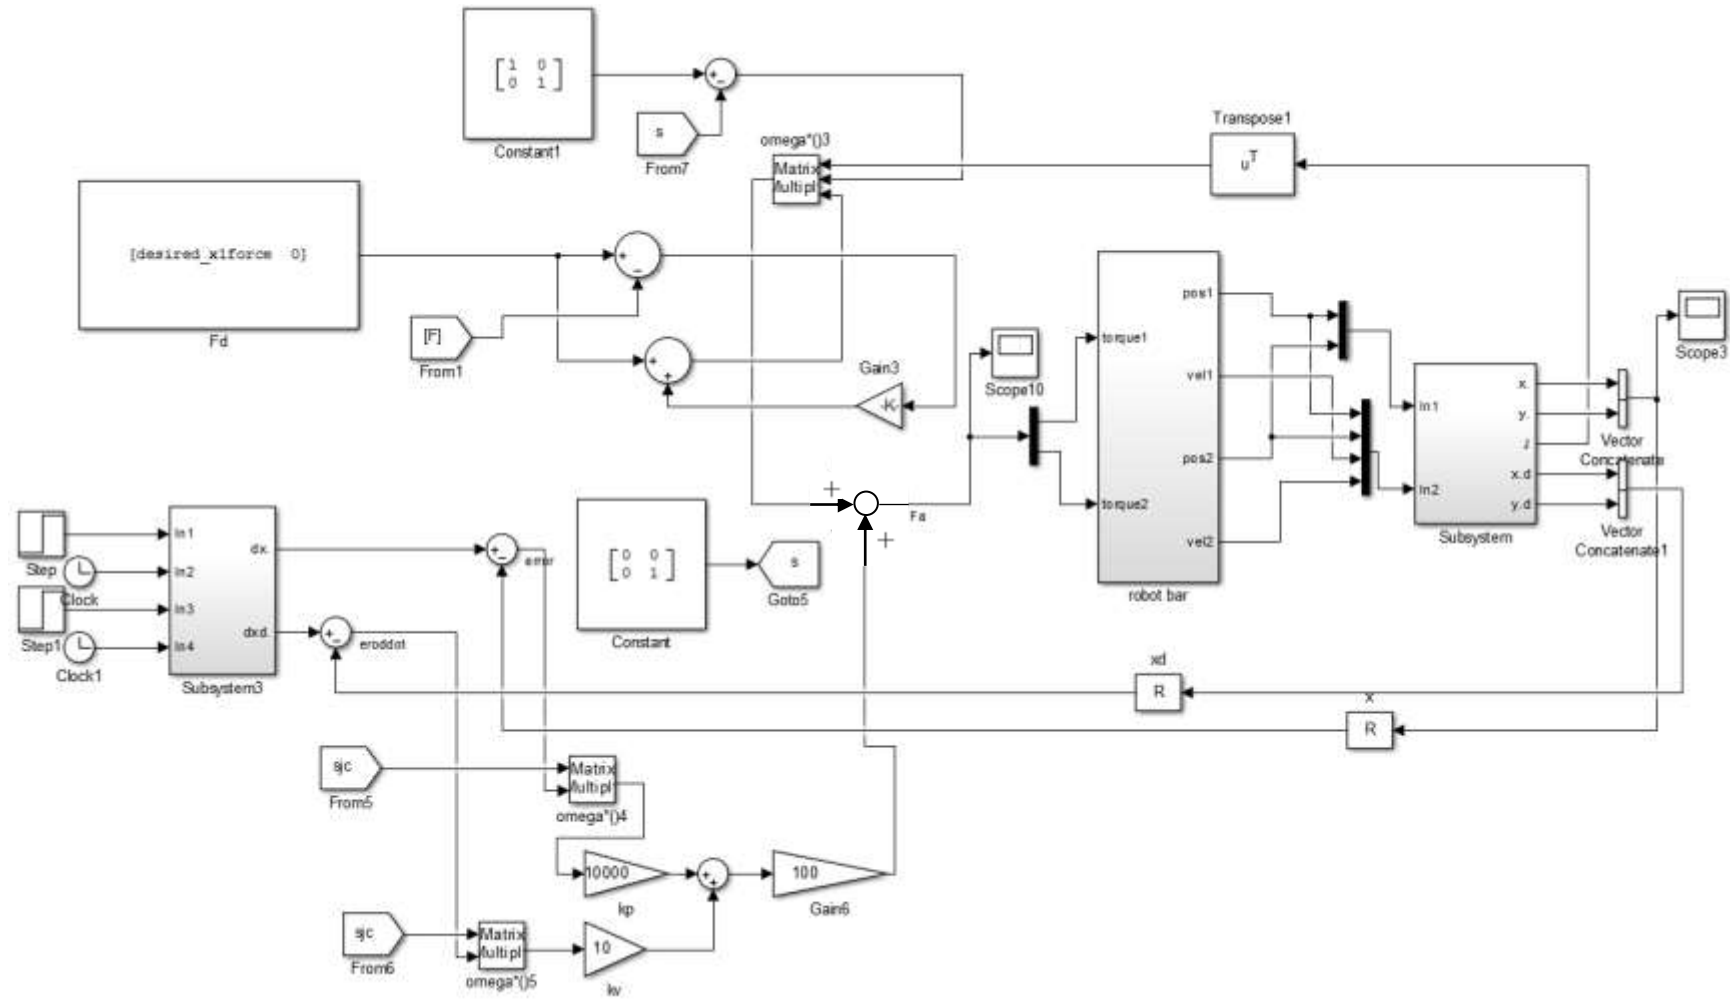 1 0
0 1
Constant1
+
−
s
From7
omega*()3
Matrix
Multipl
Transpose1
uT
[desired_x1force 0]
Fd
+
−
[F]
From1
+
+
Gain3
-K-
Scope10
torque1
torque2
pos1
vel1
pos2
vel2
robot bar
In1
In2
x.
y.
x.d
y.d
Subsystem
Vector
Concatenate
Vector
Concatenate1
Scope3
+
Fa
+
Step
Clock
Step1
Clock1
In1
In2
In3
In4
dx.
dxd.
Subsystem3
+
−
error
+
−
eroddot
0 0
0 1
Constant
s
Goto5
xd
R
x
R
sjc
From5
Matrix
Multipl
omega*()4
10000
kp
+
+
100
Gain6
sjc
From6
Matrix
Multipl
omega*()5
10
kv